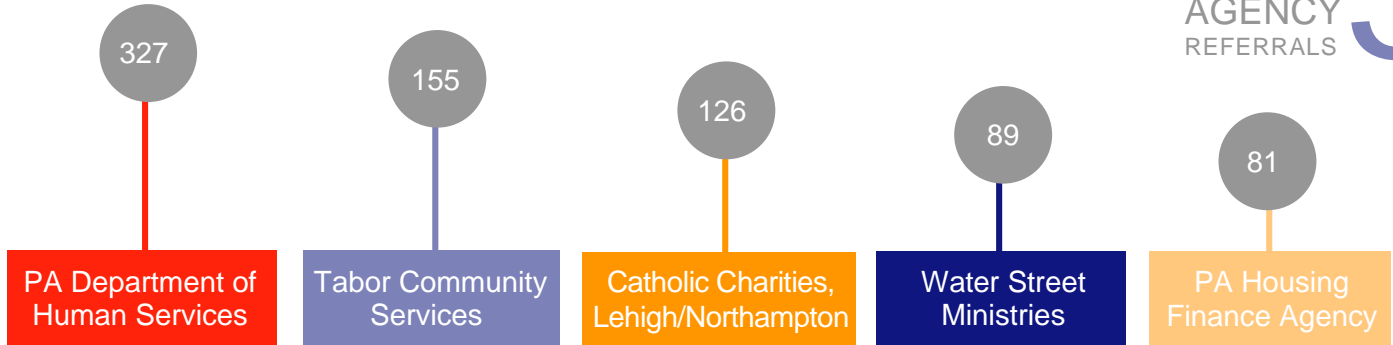 AGENCY
REFERRALS
327
155
126
89
81
PA Department of
Human Services
Tabor Community
Services
Catholic Charities,
Lehigh/Northampton
Water Street
Ministries
PA Housing
Finance Agency